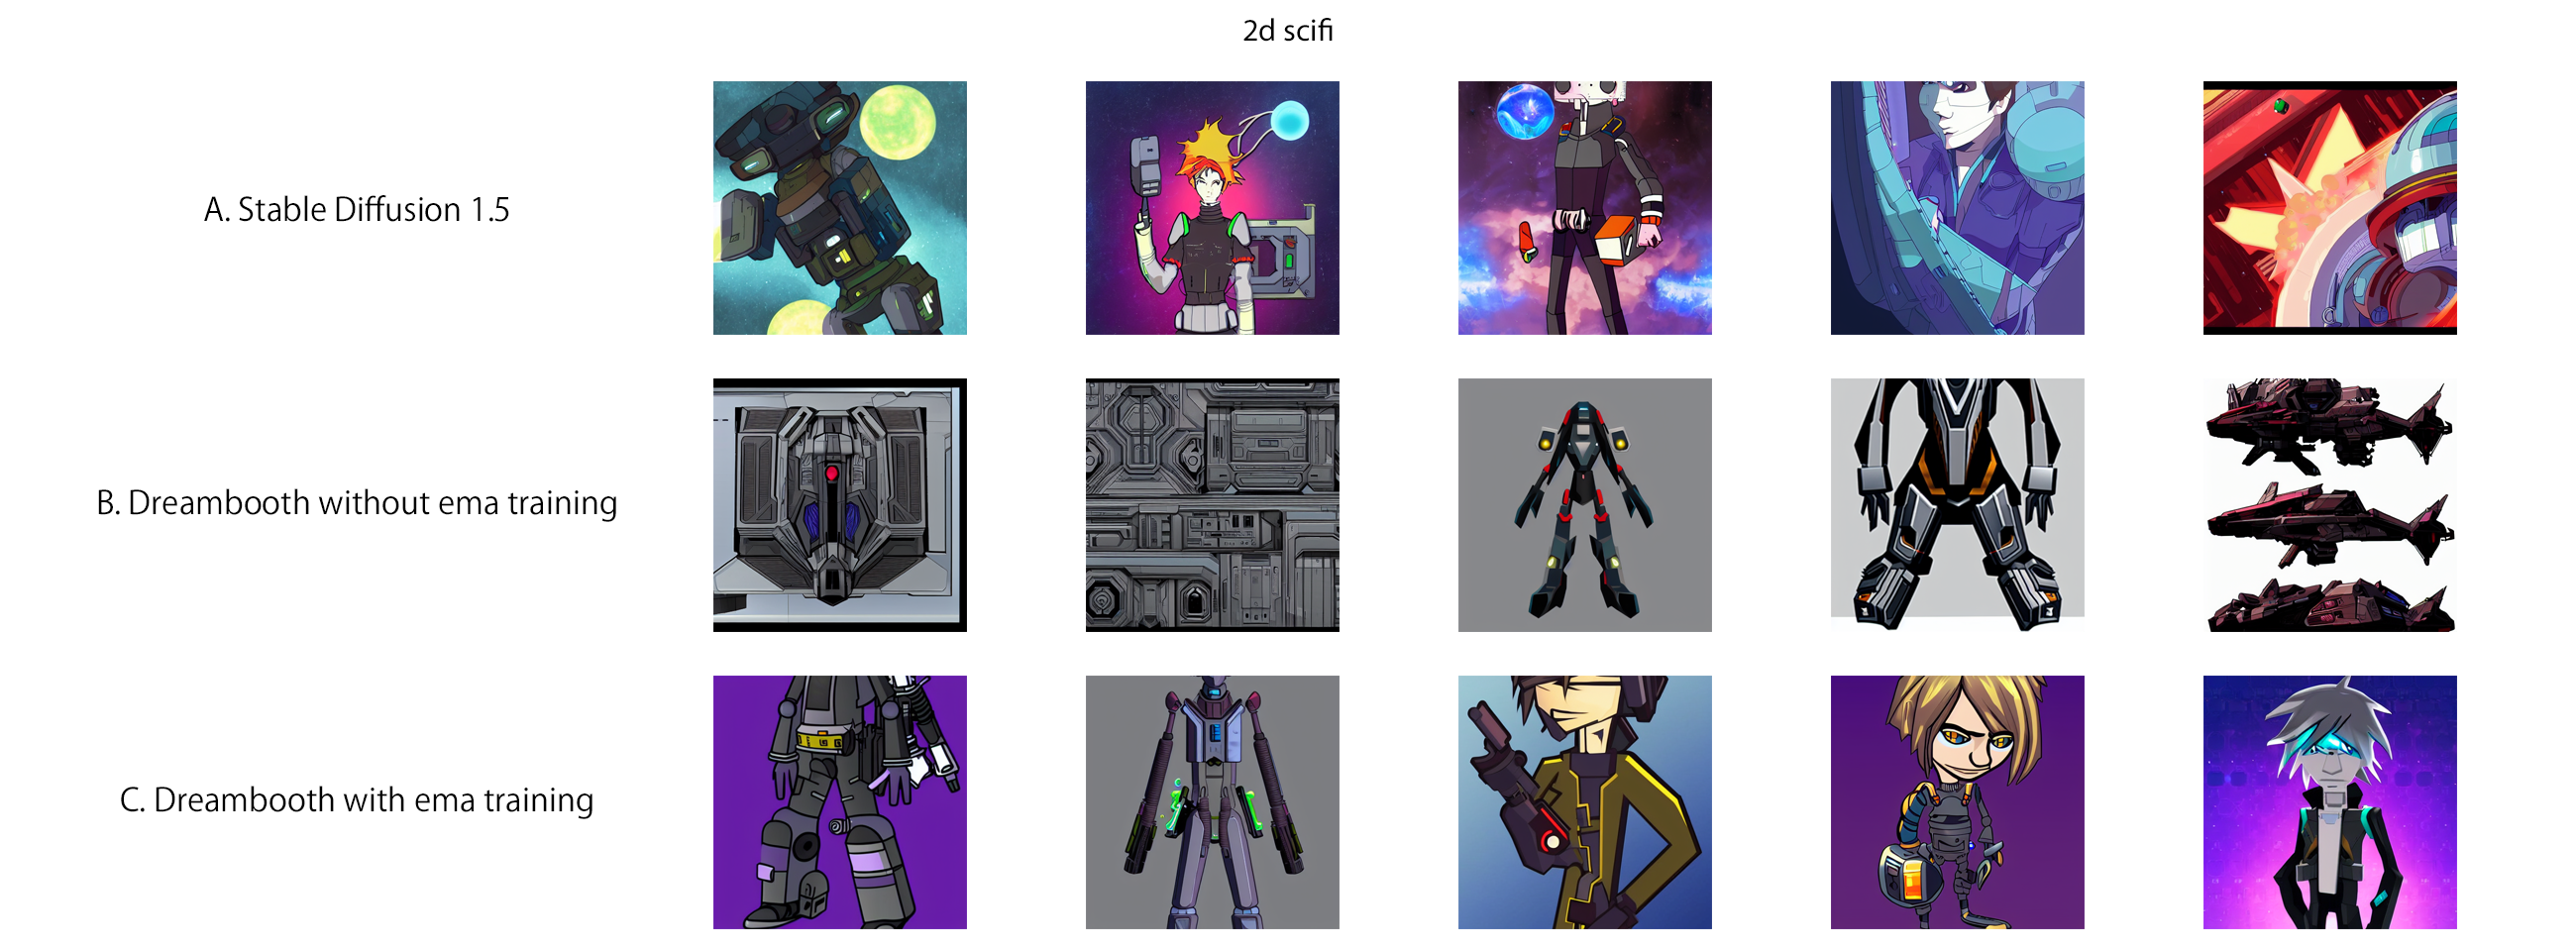 2d scifi
A. Stable Diffusion 1.5
B. Dreambooth without ema training
C. Dreambooth with ema training